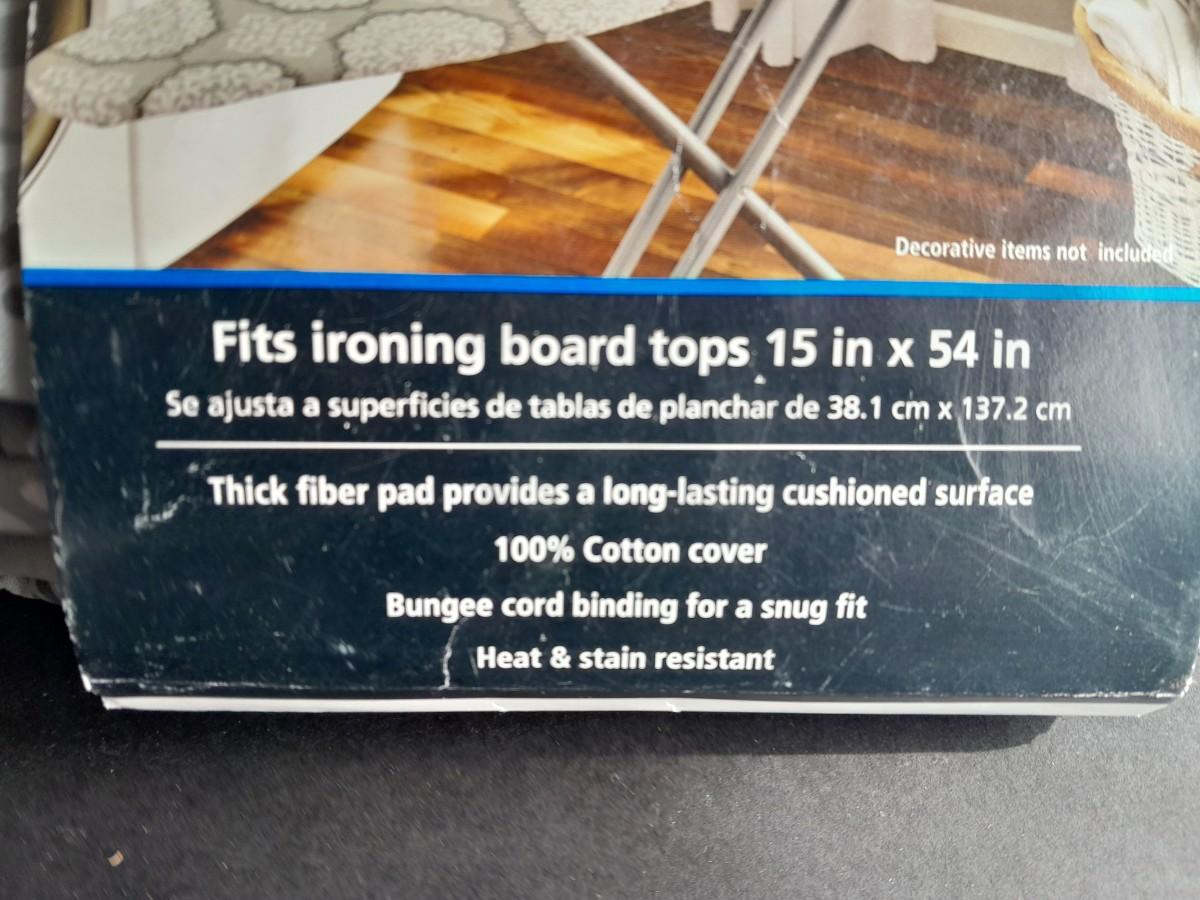 Decorative items not included
Fits ironing board tops 15 in x 54 in
Se ajusta a superficies de tablas de planchar de 38.1 cm x 137.2 cm
Thick fiber pad provides a long-lasting cushioned surface
100% Cotton cover
Bungee cord binding for a snug fit
Heat & stain resistant